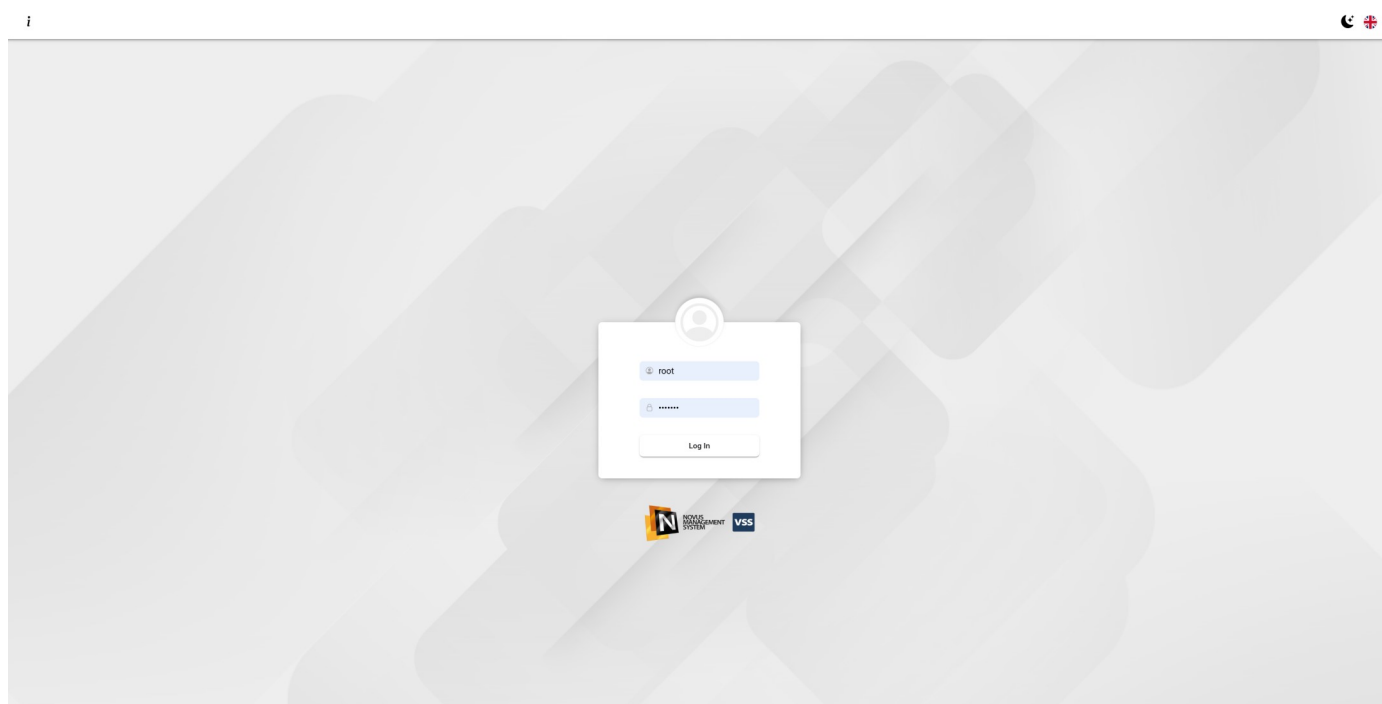 i
root
•••••••
Log In
N NOVUS
MANAGEMENT
SYSTEM
VSS